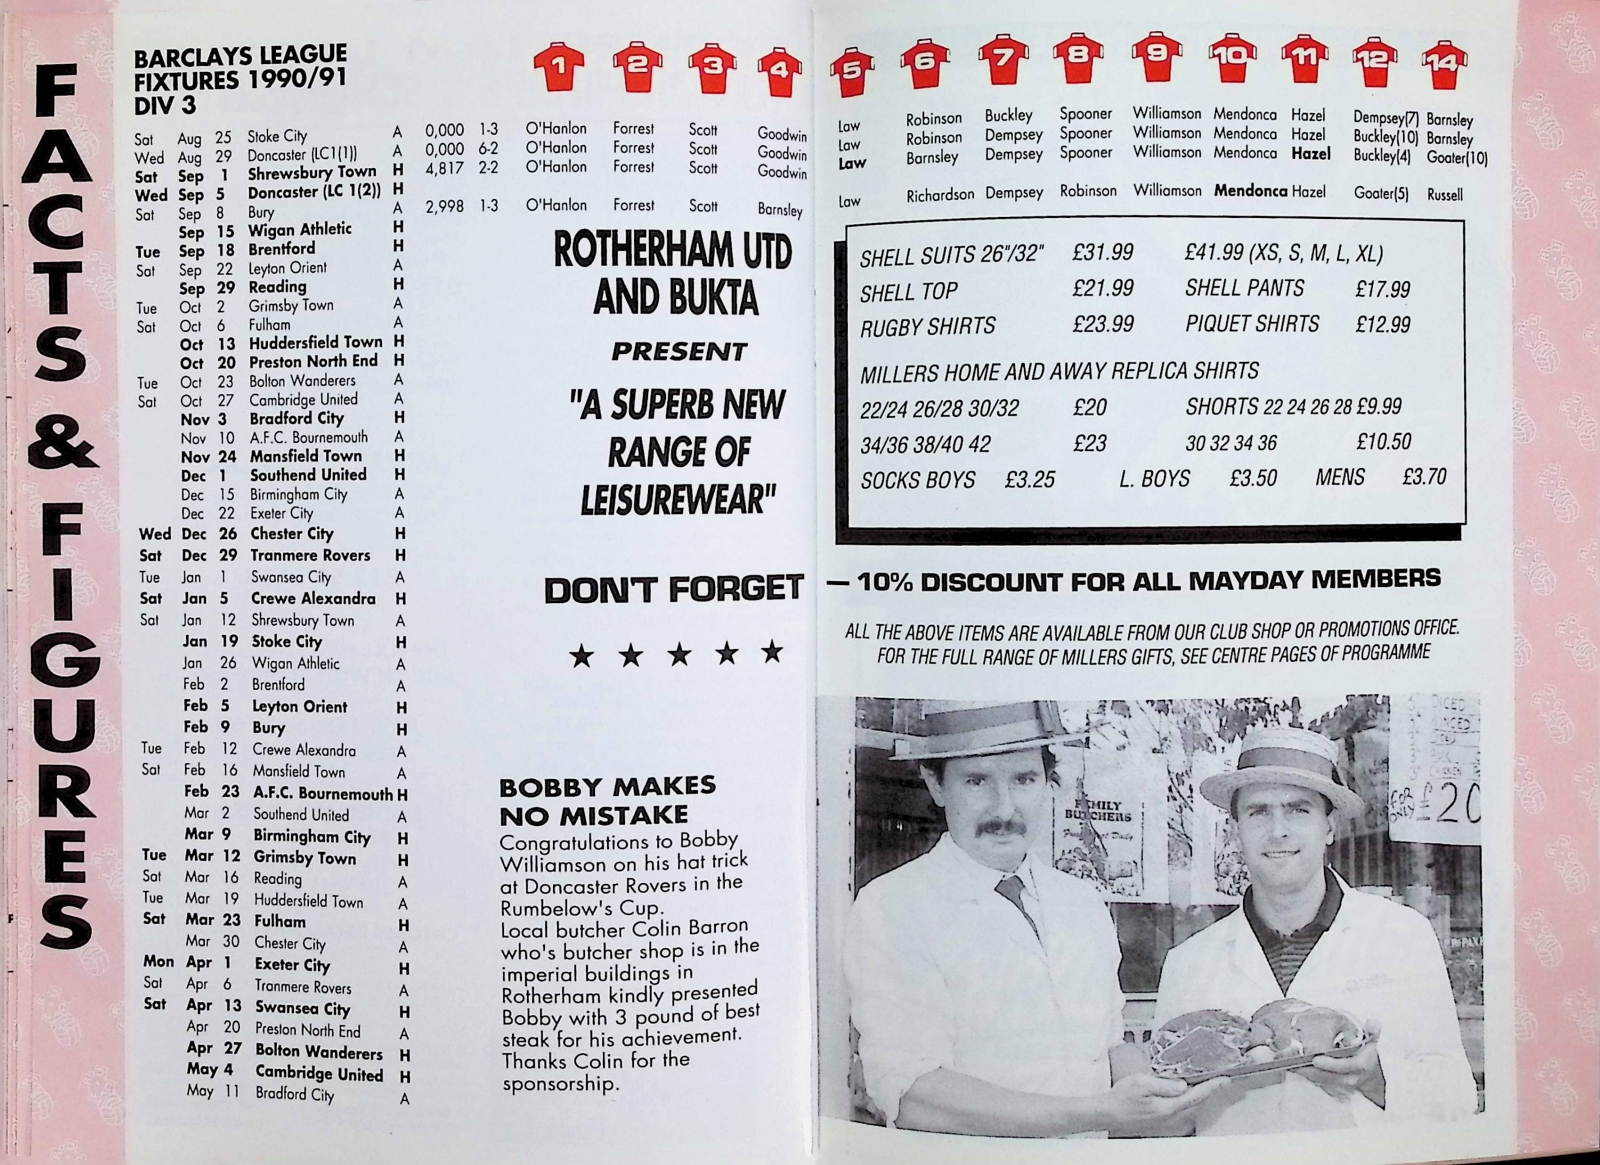 FACTS & FIGURES
BARCLAYS LEAGUE
FIXTURES 1990/91
DIV 3
1 2 3 4 5 6 7 8 9 10 11 12 14
Sat Aug 25 Stoke City A 0,000 1-3 O'Hanlon Forrest Scott Goodwin Law Robinson Buckley Spooner Williamson Mendonca Hazel Dempsey(7) Barnsley
Wed Aug 29 Doncaster (LC1(1)) A 0,000 6-2 O'Hanlon Forrest Scott Goodwin Law Robinson Dempsey Spooner Williamson Mendonca Hazel Buckley(10) Barnsley
Sat Sep 1 Shrewsbury Town H 4,817 2-2 O'Hanlon Forrest Scott Goodwin Law Barnsley Dempsey Spooner Williamson Mendonca Hazel Buckley(4) Goater(10)
Wed Sep 5 Doncaster (LC 1(2)) H
Sat Sep 8 Bury A 2,998 1-3 O'Hanlon Forrest Scott Barnsley Law Richardson Dempsey Robinson Williamson Mendonca Hazel Goater(5) Russell
Sep 15 Wigan Athletic H
Tue Sep 18 Brentford H
Sat Sep 22 Leyton Orient A
Sep 29 Reading H
Tue Oct 2 Grimsby Town A
Sat Oct 6 Fulham A
Oct 13 Huddersfield Town H
Oct 20 Preston North End H
Tue Oct 23 Bolton Wanderers A
Sat Oct 27 Cambridge United A
Nov 3 Bradford City H
Nov 10 A.F.C. Bournemouth A
Nov 24 Mansfield Town H
Dec 1 Southend United H
Dec 15 Birmingham City A
Dec 22 Exeter City A
Wed Dec 26 Chester City H
Sat Dec 29 Tranmere Rovers H
Tue Jan 1 Swansea City A
Sat Jan 5 Crewe Alexandra H
Sat Jan 12 Shrewsbury Town A
Jan 19 Stoke City H
Jan 26 Wigan Athletic A
Feb 2 Brentford A
Feb 5 Leyton Orient H
Feb 9 Bury H
Tue Feb 12 Crewe Alexandra A
Sat Feb 16 Mansfield Town A
Feb 23 A.F.C. Bournemouth H
Mar 2 Southend United A
Mar 9 Birmingham City H
Tue Mar 12 Grimsby Town H
Sat Mar 16 Reading A
Tue Mar 19 Huddersfield Town A
Sat Mar 23 Fulham H
Mar 30 Chester City A
Mon Apr 1 Exeter City H
Sat Apr 6 Tranmere Rovers A
Sat Apr 13 Swansea City H
Apr 20 Preston North End A
Apr 27 Bolton Wanderers H
May 4 Cambridge United H
May 11 Bradford City A
ROTHERHAM UTD
AND BUKTA
PRESENT
"A SUPERB NEW
RANGE OF
LEISUREWEAR"
SHELL SUITS 26"/32" £31.99 £41.99 (XS, S, M, L, XL)
SHELL TOP £21.99 SHELL PANTS £17.99
RUGBY SHIRTS £23.99 PIQUET SHIRTS £12.99
MILLERS HOME AND AWAY REPLICA SHIRTS
22/24 26/28 30/32 £20 SHORTS 22 24 26 28 £9.99
34/36 38/40 42 £23 30 32 34 36 £10.50
SOCKS BOYS £3.25 L. BOYS £3.50 MENS £3.70
DON'T FORGET — 10% DISCOUNT FOR ALL MAYDAY MEMBERS
ALL THE ABOVE ITEMS ARE AVAILABLE FROM OUR CLUB SHOP OR PROMOTIONS OFFICE.
FOR THE FULL RANGE OF MILLERS GIFTS, SEE CENTRE PAGES OF PROGRAMME
BOBBY MAKES
NO MISTAKE
Congratulations to Bobby
Williamson on his hat trick
at Doncaster Rovers in the
Rumbelow's Cup.
Local butcher Colin Barron
who's butcher shop is in the
imperial buildings in
Rotherham kindly presented
Bobby with 3 pound of best
steak for his achievement.
Thanks Colin for the
sponsorship.
FAMILY
BUTCHERS
£20